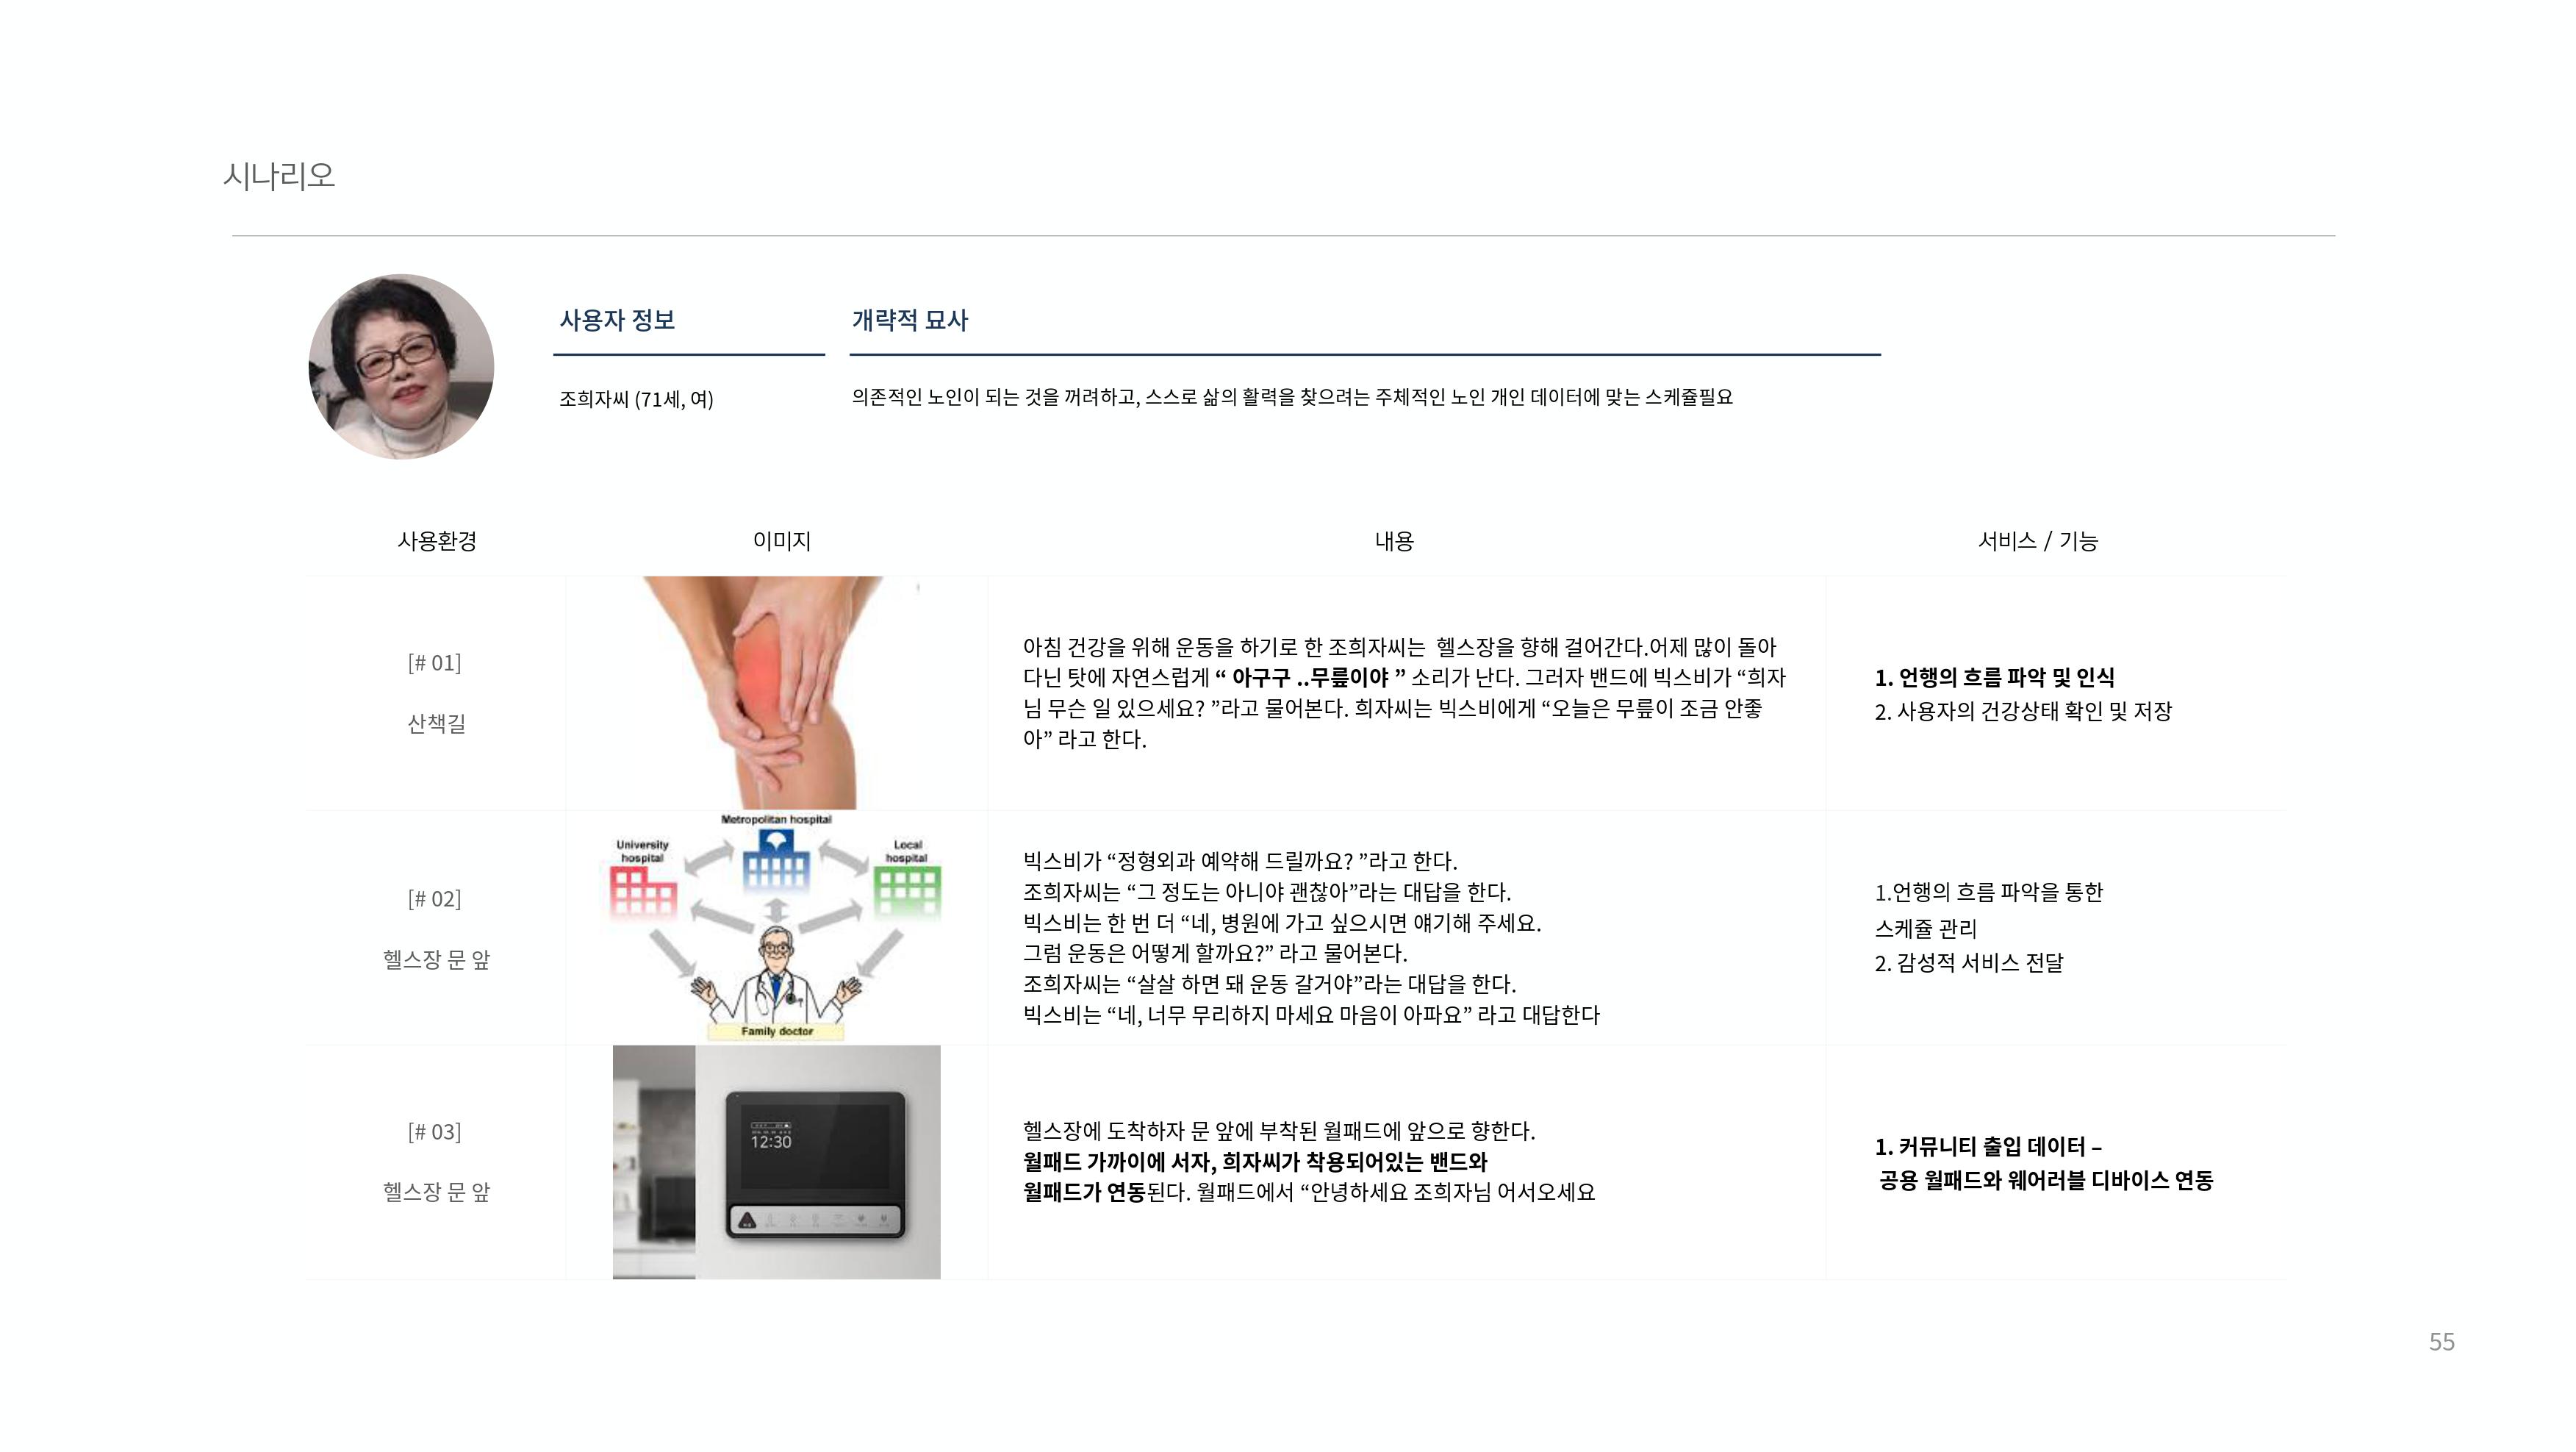 시나리오
사용자 정보
개략적 묘사
조희자씨 (71세, 여)
의존적인 노인이 되는 것을 꺼려하고, 스스로 삶의 활력을 찾으려는 주체적인 노인 개인 데이터에 맞는 스케쥴필요
사용환경
이미지
내용
서비스 / 기능
[# 01]
산책길
아침 건강을 위해 운동을 하기로 한 조희자씨는  헬스장을 향해 걸어간다.어제 많이 돌아
다닌 탓에 자연스럽게 “ 아구구 ..무릎이야 ” 소리가 난다. 그러자 밴드에 빅스비가 “희자
님 무슨 일 있으세요? ”라고 물어본다. 희자씨는 빅스비에게 “오늘은 무릎이 조금 안좋
아” 라고 한다.
1. 언행의 흐름 파악 및 인식
2. 사용자의 건강상태 확인 및 저장
[# 02]
헬스장 문 앞
Metropolitan hospital
University
hospital
Local
hospital
Family doctor
빅스비가 “정형외과 예약해 드릴까요? ”라고 한다.
조희자씨는 “그 정도는 아니야 괜찮아”라는 대답을 한다.
빅스비는 한 번 더 “네, 병원에 가고 싶으시면 얘기해 주세요.
그럼 운동은 어떻게 할까요?” 라고 물어본다.
조희자씨는 “살살 하면 돼 운동 갈거야”라는 대답을 한다.
빅스비는 “네, 너무 무리하지 마세요 마음이 아파요” 라고 대답한다
1.언행의 흐름 파악을 통한
스케쥴 관리
2. 감성적 서비스 전달
[# 03]
헬스장 문 앞
12:30
헬스장에 도착하자 문 앞에 부착된 월패드에 앞으로 향한다.
월패드 가까이에 서자, 희자씨가 착용되어있는 밴드와
월패드가 연동된다. 월패드에서 “안녕하세요 조희자님 어서오세요
1. 커뮤니티 출입 데이터 –
공용 월패드와 웨어러블 디바이스 연동
55